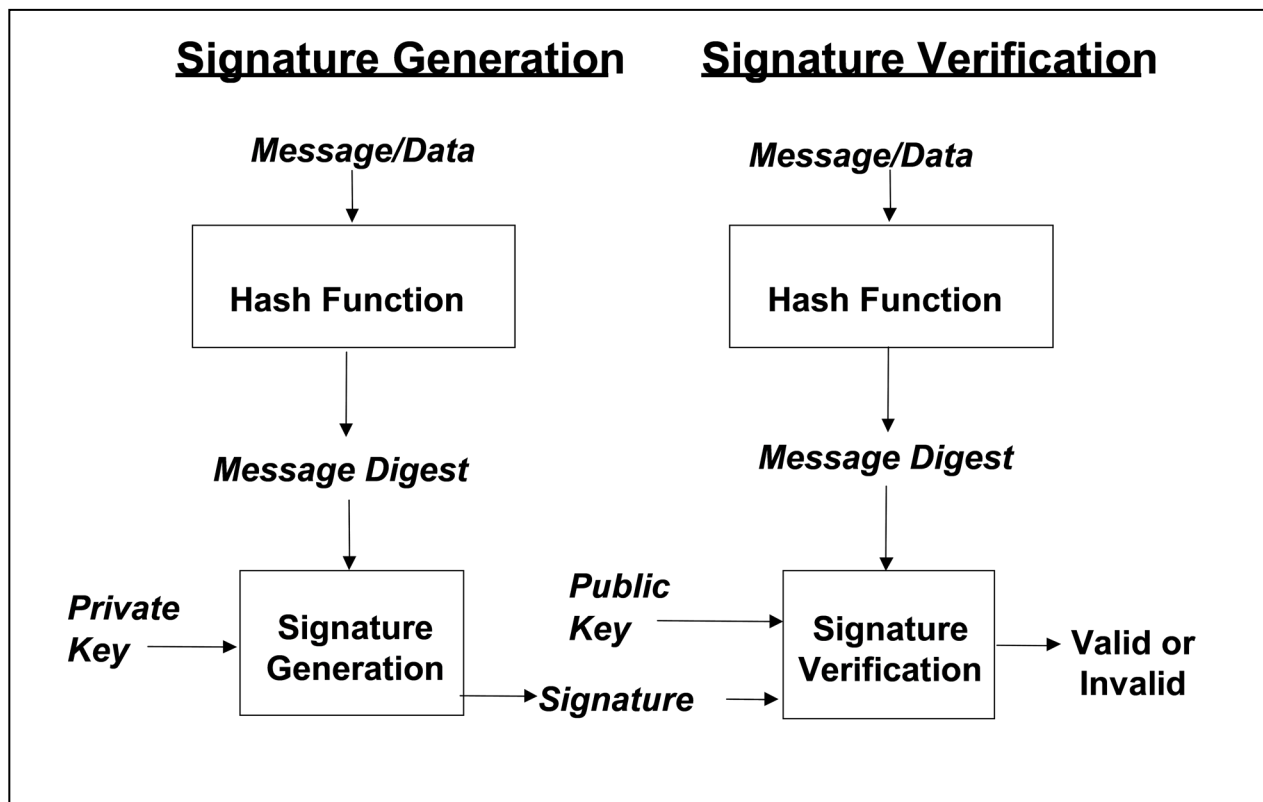 Signature Generation
Signature Verification
Message/Data
Message/Data
Hash Function
Hash Function
Message Digest
Message Digest
Private
Key
Signature
Generation
Public
Key
Signature
Signature
Verification
Valid or
Invalid